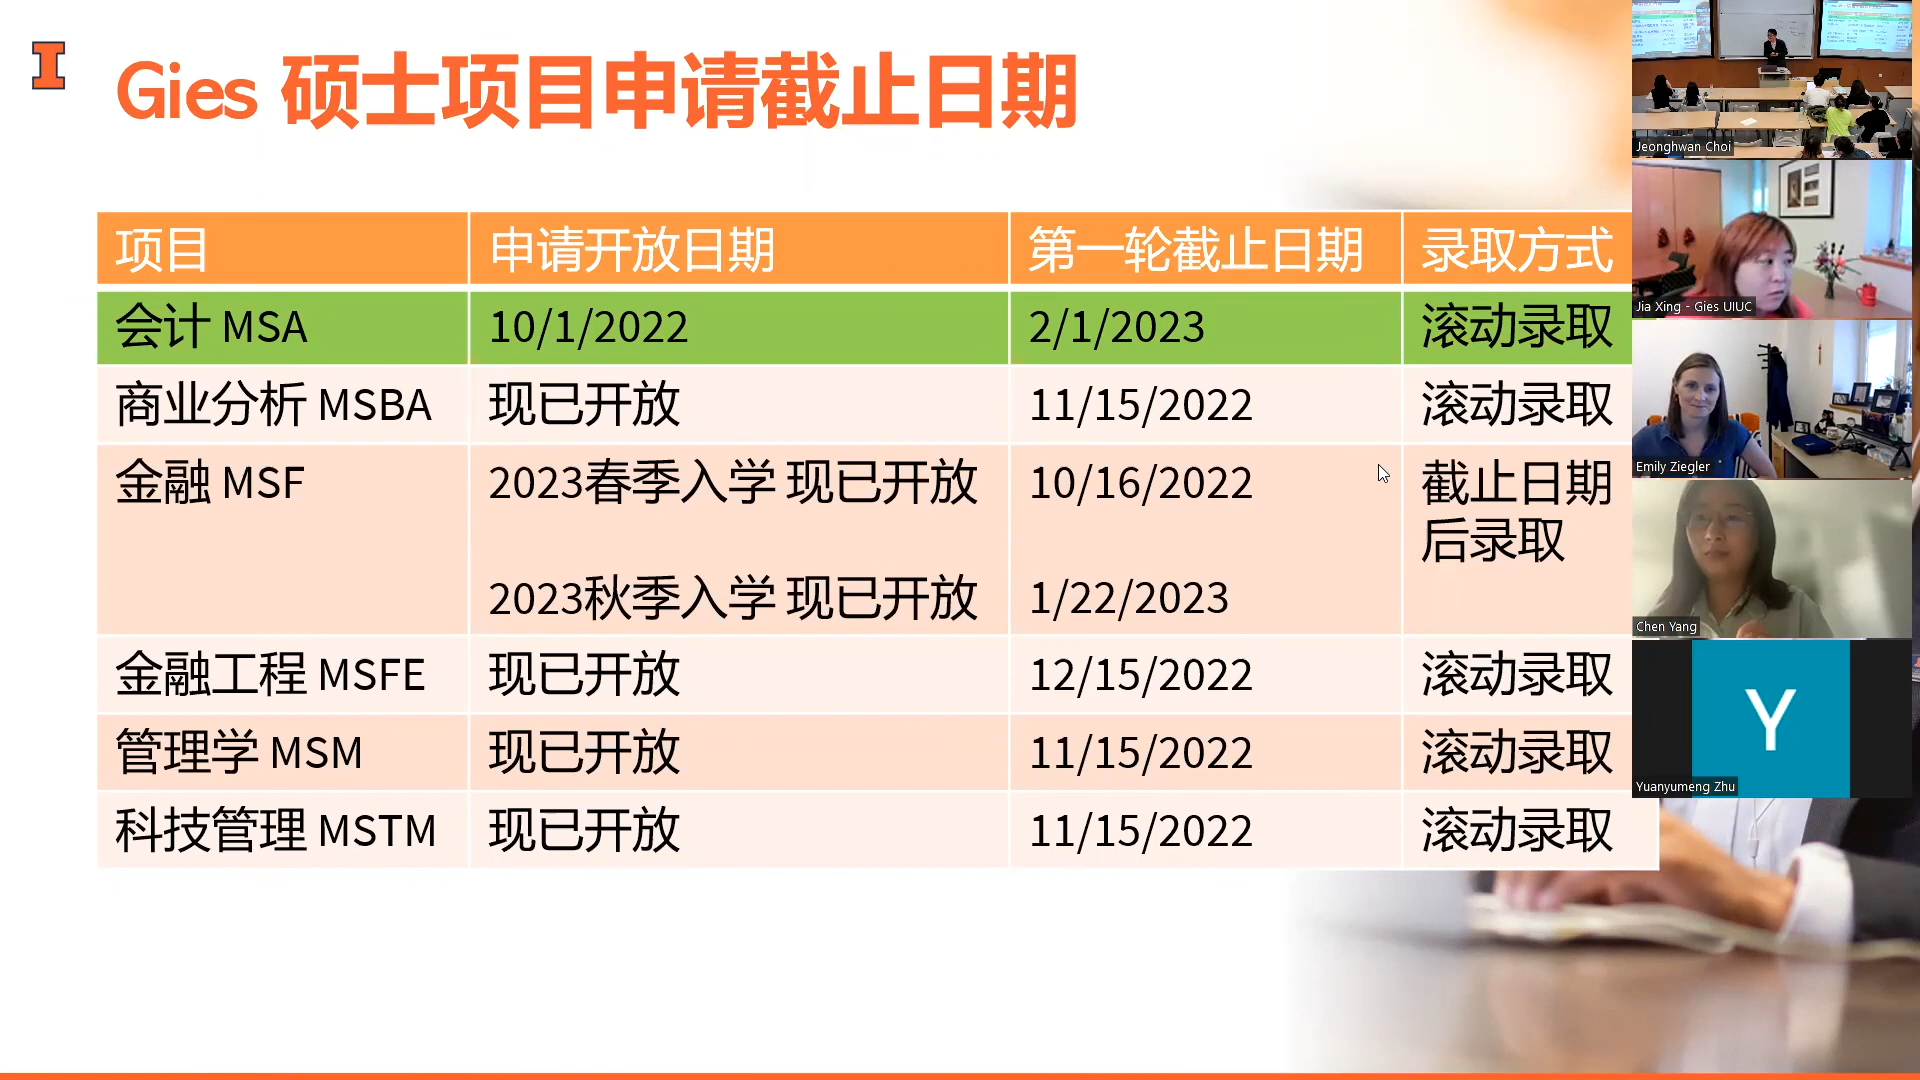 Gies 硕士项目申请截止日期
项目 申请开放日期 第一轮截止日期 录取方式
会计 MSA 10/1/2022 2/1/2023 滚动录取
商业分析 MSBA 现已开放 11/15/2022 滚动录取
金融 MSF 2023春季入学 现已开放 10/16/2022 截止日期
后录取
2023秋季入学 现已开放 1/22/2023
金融工程 MSFE 现已开放 12/15/2022 滚动录取
管理学 MSM 现已开放 11/15/2022 滚动录取
科技管理 MSTM 现已开放 11/15/2022 滚动录取
Jeonghwan Choi
Jia Xing - Gies UIUC
Emily Ziegler
Chen Yang
Y
Yuanyumeng Zhu